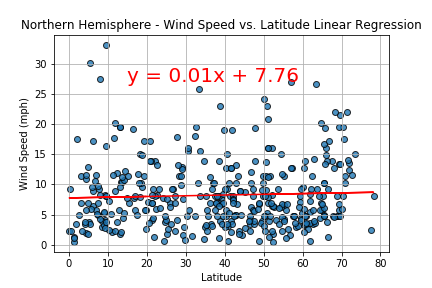 Northern Hemisphere - Wind Speed vs. Latitude Linear Regression
y = 0.01x + 7.76
Wind Speed (mph)
30
25
20
15
10
5
0
0 10 20 30 40 50 60 70 80
Latitude